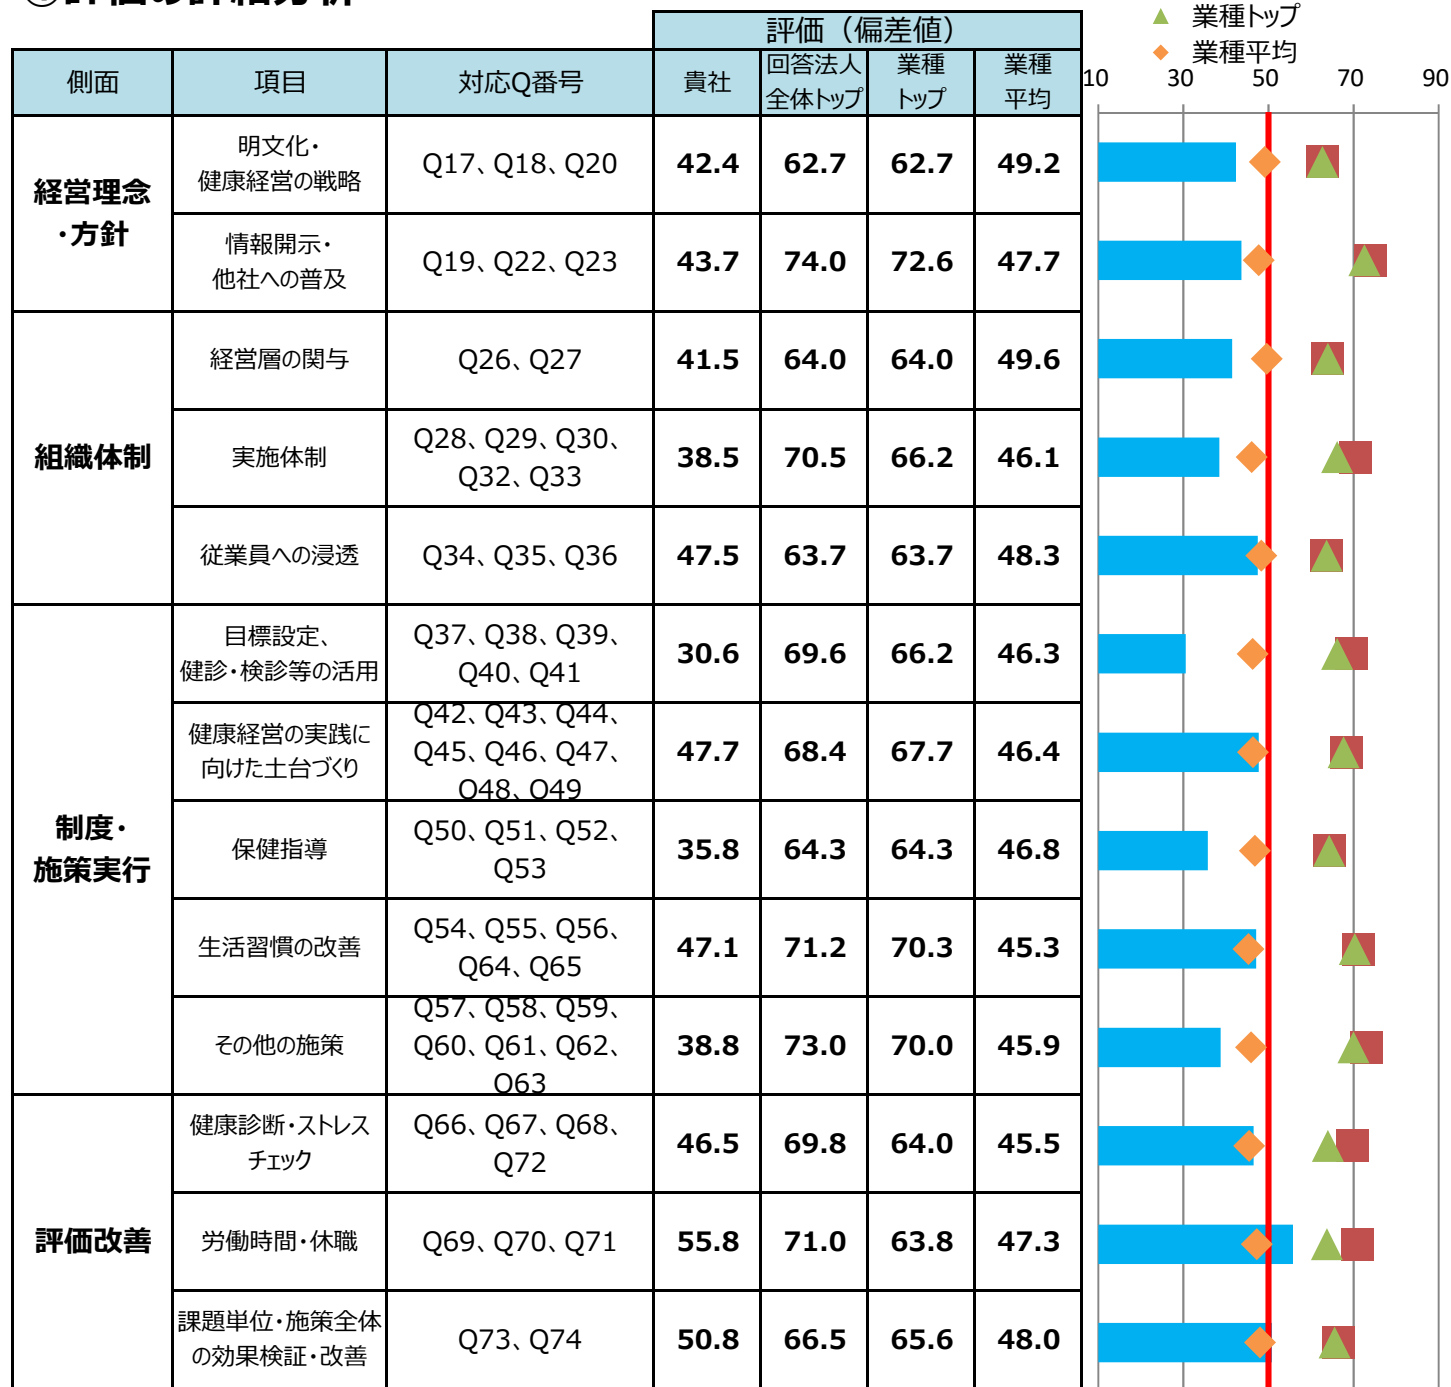 評価の詳細分析
評価（偏差値）
側面 項目 対応Q番号 貴社 回答法人 業種 業種
全体トップ トップ 平均
▲ 業種トップ
◆ 業種平均
10 30 50 70 90
経営理念
・方針
明文化・
健康経営の戦略
Q17、Q18、Q20 42.4 62.7 62.7 49.2
情報開示・
他社への普及
Q19、Q22、Q23 43.7 74.0 72.6 47.7
組織体制
経営層の関与 Q26、Q27 41.5 64.0 64.0 49.6
実施体制
Q28、Q29、Q30、
Q32、Q33
38.5 70.5 66.2 46.1
従業員への浸透 Q34、Q35、Q36 47.5 63.7 63.7 48.3
制度・
施策実行
目標設定、
健診・検診等の活用
Q37、Q38、Q39、
Q40、Q41
30.6 69.6 66.2 46.3
健康経営の実践に
向けた土台づくり
Q42、Q43、Q44、
Q45、Q46、Q47、
Q48、Q49
47.7 68.4 67.7 46.4
保健指導
Q50、Q51、Q52、
Q53
35.8 64.3 64.3 46.8
生活習慣の改善
Q54、Q55、Q56、
Q64、Q65
47.1 71.2 70.3 45.3
その他の施策
Q57、Q58、Q59、
Q60、Q61、Q62、
Q63
38.8 73.0 70.0 45.9
評価改善
健康診断・ストレス
チェック
Q66、Q67、Q68、
Q72
46.5 69.8 64.0 45.5
労働時間・休職 Q69、Q70、Q71 55.8 71.0 63.8 47.3
課題単位・施策全体
の効果検証・改善
Q73、Q74 50.8 66.5 65.6 48.0